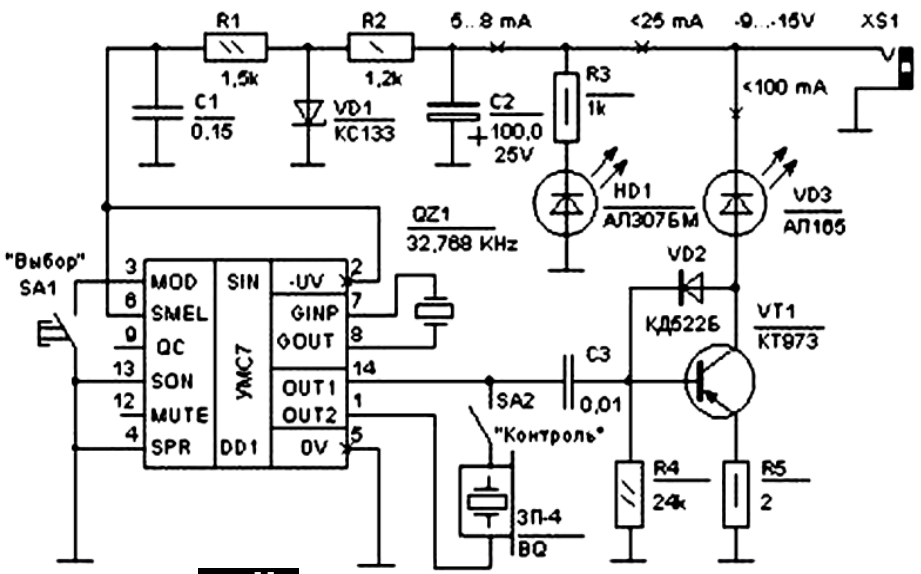 R1 R2 5...8 mA <25 mA -9...-15V XS1
1,5k 1,2k
C1 0,15
VD1 КС133
C2 100,0 25V
+
R3 1k
<100 mA
HD1 АЛ307БМ
VD3 АЛ165
QZ1 32,768 KHz
"Выбор" SA1
3 MOD SIN -UV 2
6 SMEL GINP 7
9 QC GOUT 8
13 SON OUT1 14
12 MUTE OUT2 1
4 SPR DD1 0V 5
УМС7
VD2 КД522Б
VT1 КТ973
C3 0,01
SA2 "Контроль"
ЗП-4 BQ
R4 24k
R5 2